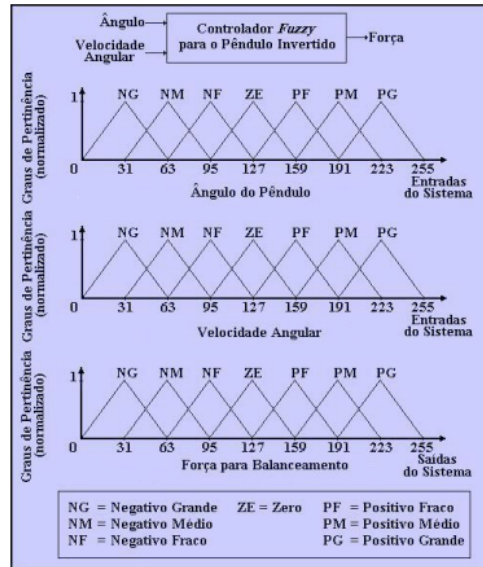 Ângulo
Velocidade
Angular
Controlador Fuzzy
para o Pêndulo Invertido
Força
Graus de Pertinência
(normalizado)
1
NG NM NF ZE PF PM PG
0 31 63 95 127 159 191 223 255
Ângulo do Pêndulo
Entradas
do Sistema
Graus de Pertinência
(normalizado)
1
NG NM NF ZE PF PM PG
0 31 63 95 127 159 191 223 255
Velocidade Angular
Entradas
do Sistema
Graus de Pertinência
(normalizado)
1
NG NM NF ZE PF PM PG
0 31 63 95 127 159 191 223 255
Força para Balanceamento
Saídas
do Sistema
NG = Negativo Grande ZE = Zero PF = Positivo Fraco
NM = Negativo Médio PM = Positivo Médio
NF = Negativo Fraco PG = Positivo Grande